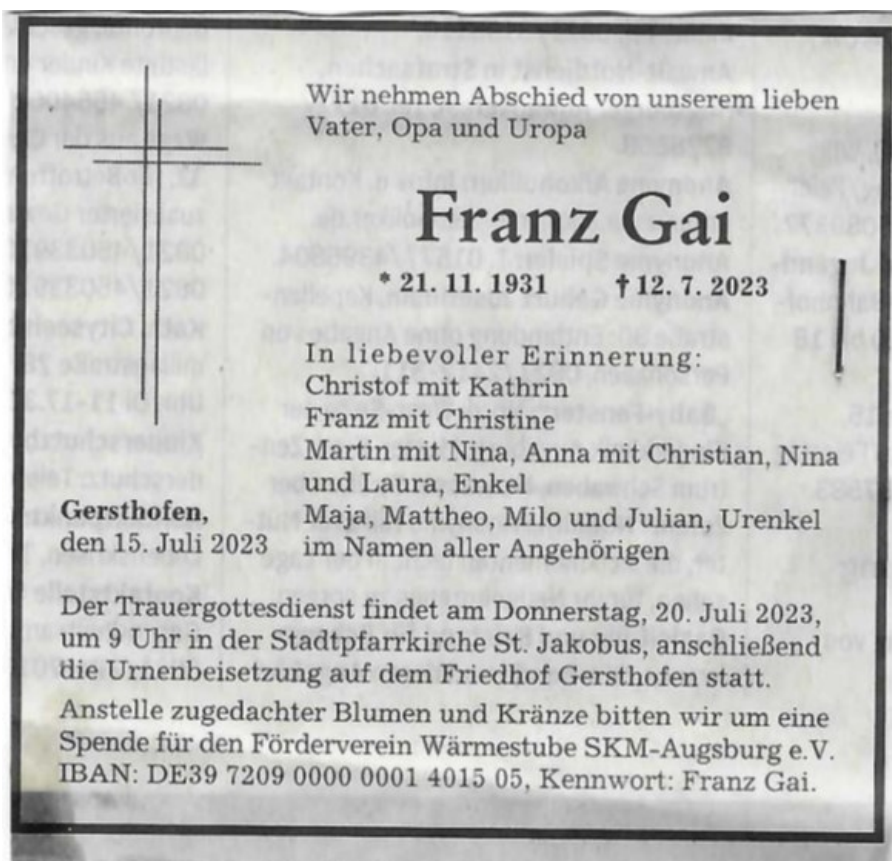 Wir nehmen Abschied von unserem lieben
Vater, Opa und Uropa
Franz Gai
* 21. 11. 1931 † 12. 7. 2023
In liebevoller Erinnerung:
Christof mit Kathrin
Franz mit Christine
Martin mit Nina, Anna mit Christian, Nina
und Laura, Enkel
Maja, Mattheo, Milo und Julian, Urenkel
im Namen aller Angehörigen
Gersthofen,
den 15. Juli 2023
Der Trauergottesdienst findet am Donnerstag, 20. Juli 2023,
um 9 Uhr in der Stadtpfarrkirche St. Jakobus, anschließend
die Urnenbeisetzung auf dem Friedhof Gersthofen statt.
Anstelle zugedachter Blumen und Kränze bitten wir um eine
Spende für den Förderverein Wärmestube SKM-Augsburg e.V.
IBAN: DE39 7209 0000 0001 4015 05, Kennwort: Franz Gai.